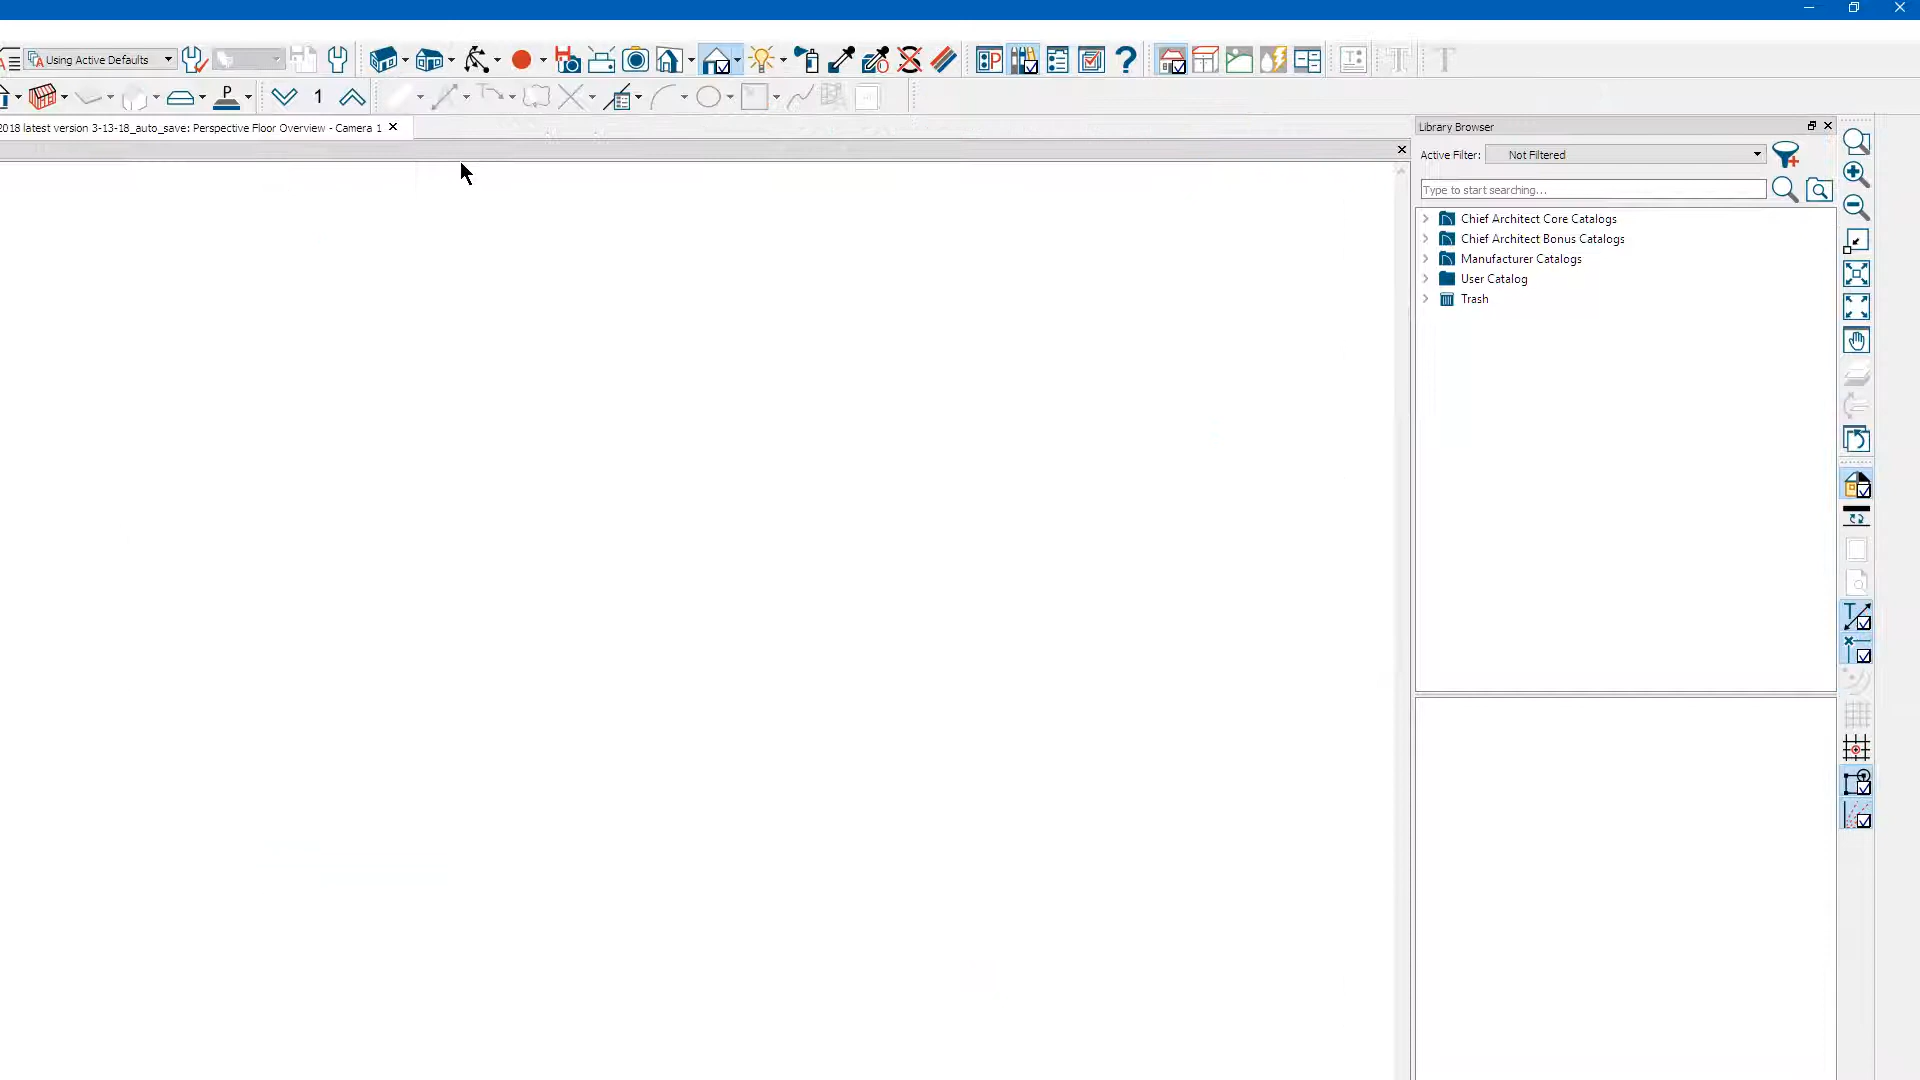 Using Active Defaults
P
1
2018 latest version 3-13-18_auto_save: Perspective Floor Overview - Camera 1
Library Browser
Active Filter: Not Filtered
Type to start searching...
Chief Architect Core Catalogs
Chief Architect Bonus Catalogs
Manufacturer Catalogs
User Catalog
Trash